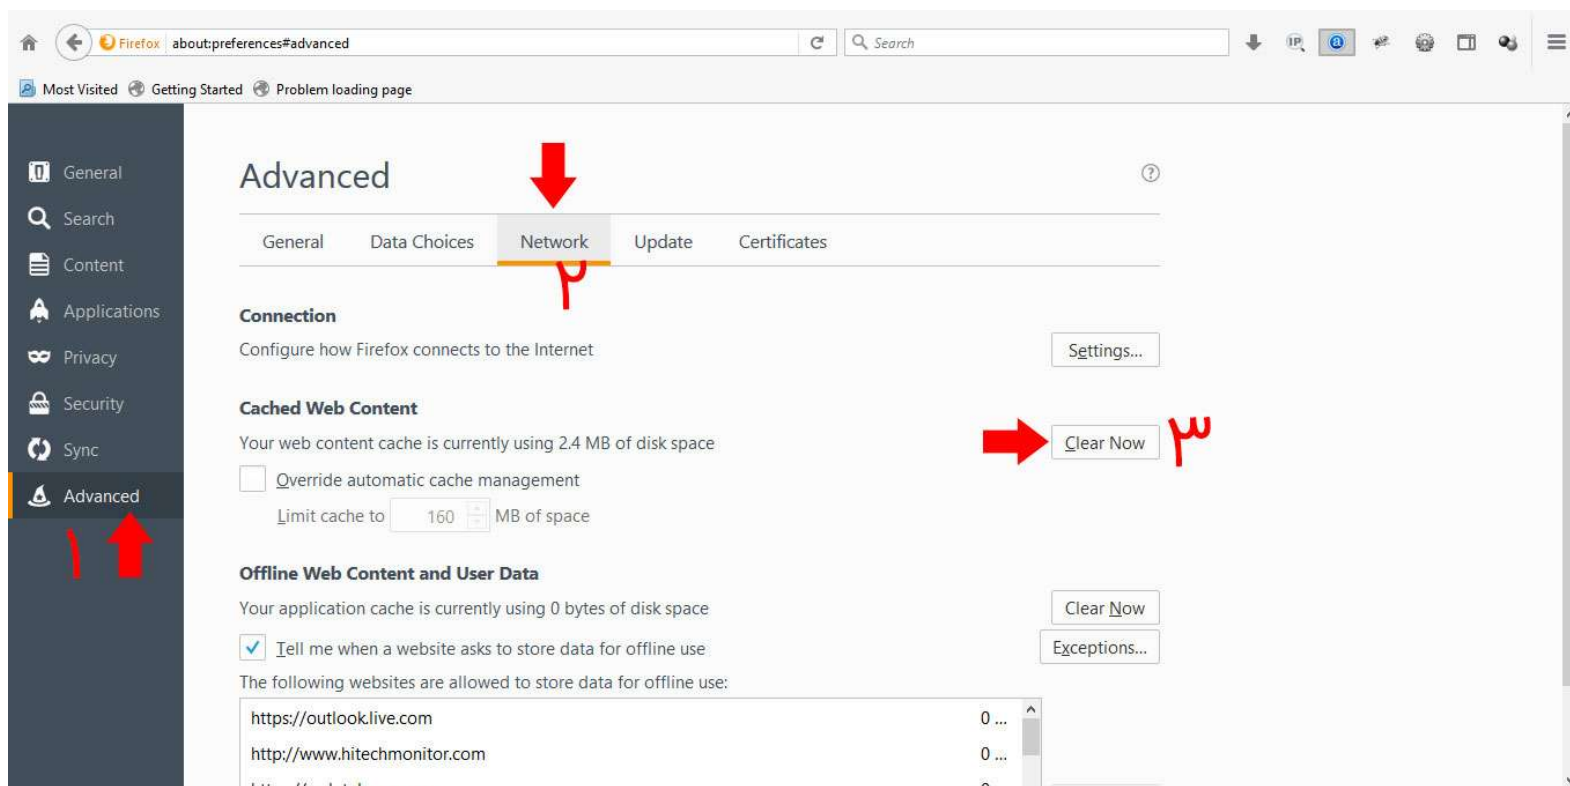 Firefox about:preferences#advanced Search
Most Visited Getting Started Problem loading page
General
Search
Content
Applications
Privacy
Security
Sync
Advanced
۱
Advanced
General Data Choices Network Update Certificates
۲
Connection
Configure how Firefox connects to the Internet Settings...
Cached Web Content
Your web content cache is currently using 2.4 MB of disk space Clear Now ۳
Override automatic cache management
Limit cache to 160 MB of space
Offline Web Content and User Data
Your application cache is currently using 0 bytes of disk space Clear Now
Tell me when a website asks to store data for offline use Exceptions...
The following websites are allowed to store data for offline use:
https://outlook.live.com 0 ...
http://www.hitechmonitor.com 0 ...